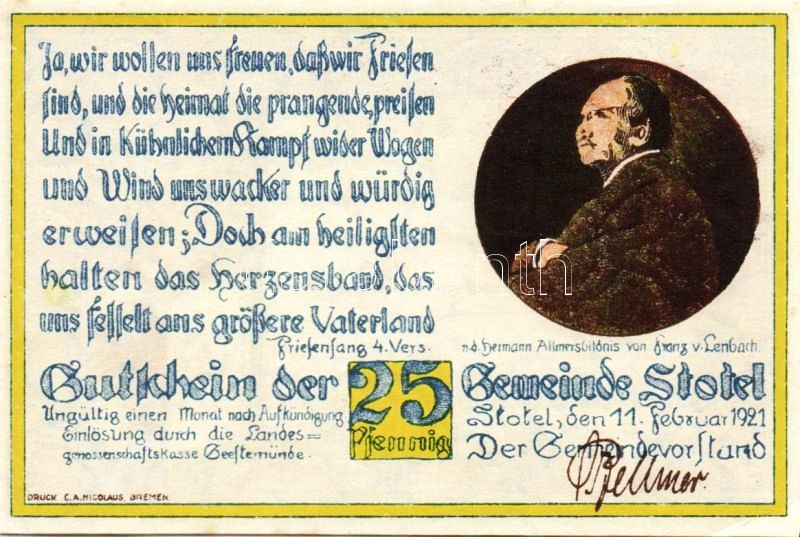 Ja, wir wollen uns freuen, daß wir Friesen
sind, und die Heimat die prangende, preisen
Und in Kühnlichem Kampf wider Wogen
und Wind uns wacker und würdig
erweisen; Doch am heiligsten
halten das Herzensband, das
uns fesselt ans größere Vaterland
Friesensang 4. Vers.
n. d. Hermann Allmersbildnis von Franz v. Lenbach.
Gutschein der 25 Pfennig Gemeinde Stotel
Ungültig einen Monat nach Aufkündigung
Einlösung durch die Landes=
genossenschaftskasse Geestemünde.
Stotel, den 11. Februar 1921
Der Gemeindevorstand
DRUCK C. A. NICOLAUS, BREMEN.